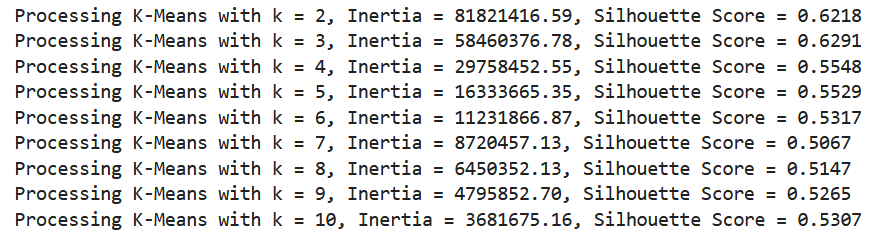 Processing K-Means with k = 2, Inertia = 81821416.59, Silhouette Score = 0.6218
Processing K-Means with k = 3, Inertia = 58460376.78, Silhouette Score = 0.6291
Processing K-Means with k = 4, Inertia = 29758452.55, Silhouette Score = 0.5548
Processing K-Means with k = 5, Inertia = 16333665.35, Silhouette Score = 0.5529
Processing K-Means with k = 6, Inertia = 11231866.87, Silhouette Score = 0.5317
Processing K-Means with k = 7, Inertia = 8720457.13, Silhouette Score = 0.5067
Processing K-Means with k = 8, Inertia = 6450352.13, Silhouette Score = 0.5147
Processing K-Means with k = 9, Inertia = 4795852.70, Silhouette Score = 0.5265
Processing K-Means with k = 10, Inertia = 3681675.16, Silhouette Score = 0.5307